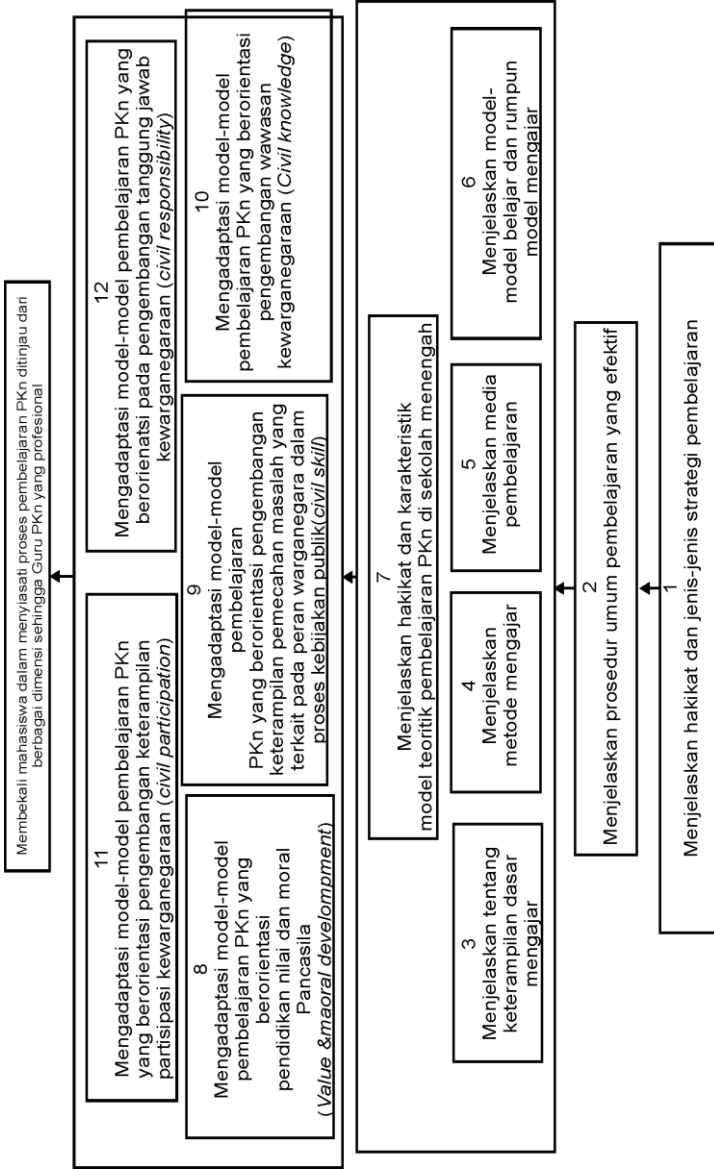 Membekali mahasiswa dalam menyiasati proses pembelajaran PKn ditinjau dari
berbagai dimensi sehingga Guru PKn yang profesional
11
Mengadaptasi model-model pembelajaran PKn
yang berorientasi pengembangan keterampilan
partisipasi kewarganegaraan (civil participation)
12
Mengadaptasi model-model pembelajaran PKn yang
berorienatsi pada pengembangan tanggung jawab
kewarganegaraan (civil responsibility)
8
Mengadaptasi model-model
pembelajaran PKn yang
berorientasi
pendidikan nilai dan moral
Pancasila
(Value &maoral develompment)
9
Mengadaptasi model-model
pembelajaran
PKn yang berorientasi pengembangan
keterampilan pemecahan masalah yang
terkait pada peran warganegara dalam
proses kebijakan publik(civil skill)
10
Mengadaptasi model-model
pembelajaran PKn yang berorientasi
pengembangan wawasan
kewarganegaraan (Civil knowledge)
7
Menjelaskan hakikat dan karakteristik
model teoritik pembelajaran PKn di sekolah menengah
3
Menjelaskan tentang
keterampilan dasar
mengajar
4
Menjelaskan
metode mengajar
5
Menjelaskan media
pembelajaran
6
Menjelaskan model-
model belajar dan rumpun
model mengajar
2
Menjelaskan prosedur umum pembelajaran yang efektif
1
Menjelaskan hakikat dan jenis-jenis strategi pembelajaran